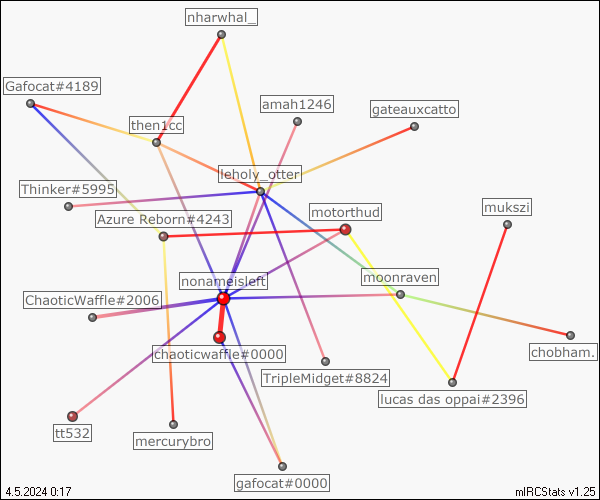 nharwhal_
Gafocat#4189
amah1246
gateauxcatto
then1cc
leholy_otter
Thinker#5995
mukszi
motorthud
Azure Reborn#4243
nonameisleft
moonraven
ChaoticWaffle#2006
chaoticwaffle#0000
chobham.
TripleMidget#8824
lucas das oppai#2396
tt532
mercurybro
gafocat#0000
4.5.2024 0:17
mIRCStats v1.25